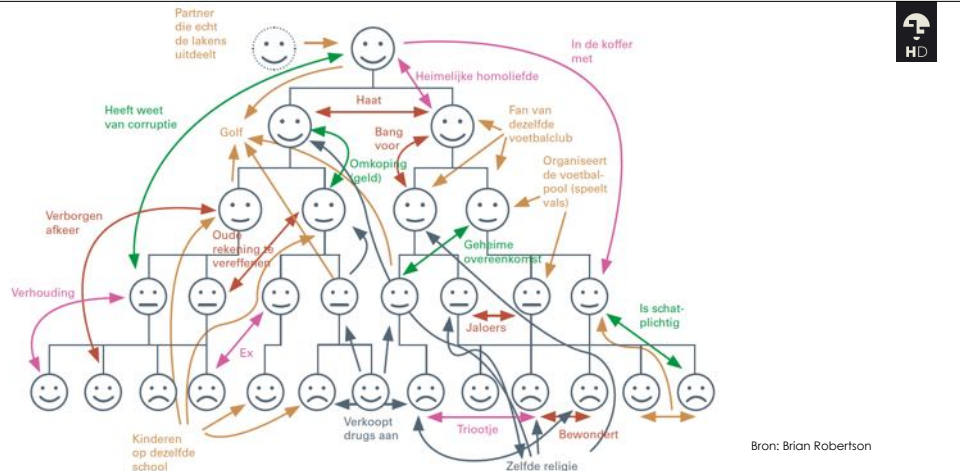 Partner
die echt
de lakens
uitdeelt
HD
In de koffer
met
Heimelijke homoliefde
Haat
Heeft weet
van corruptie
Fan van
dezelfde
voetbalclub
Golf
Bang
voor
Omkoping
(geld)
Organiseert
de voetbal-
pool (speelt
vals)
Verborgen
afkeer
Oude
rekening te
vereffenen
Geheime
overeenkomst
Verhouding
Is schat-
plichtig
Jaloers
Ex
Verkoopt
drugs aan
Triootje
Bewondert
Kinderen
op dezelfde
school
Zelfde religie
Bron: Brian Robertson